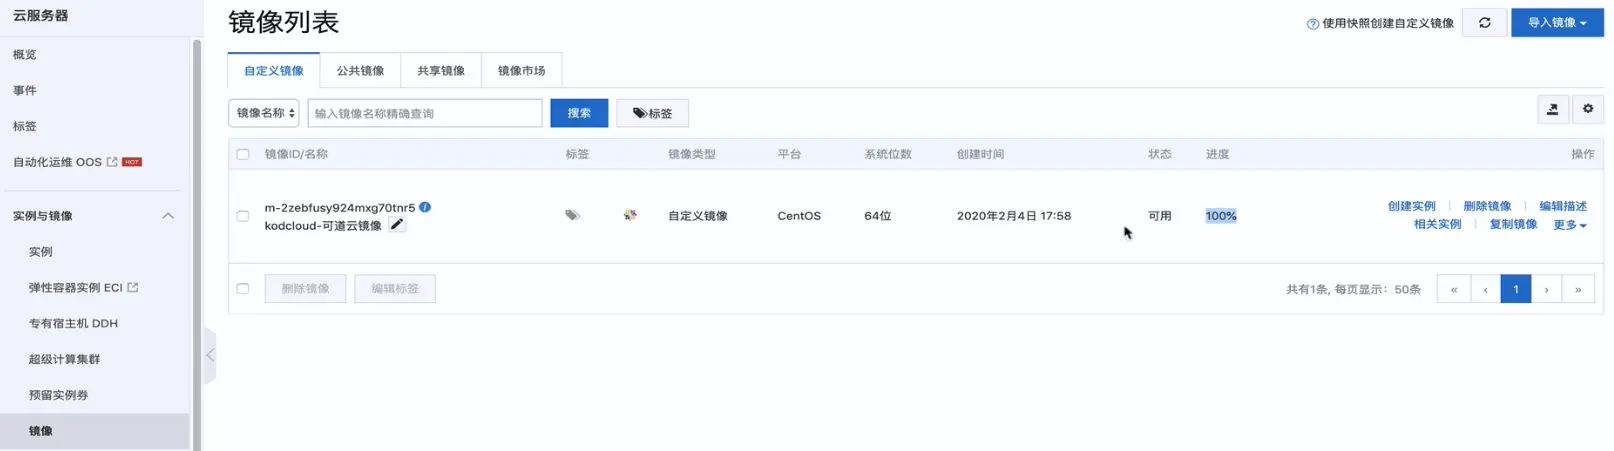 云服务器
概览
事件
标签
自动化运维 OOS HOT
实例与镜像
实例
弹性容器实例 ECI
专有宿主机 DDH
超级计算集群
预留实例券
镜像
镜像列表
使用快照创建自定义镜像 导入镜像
自定义镜像 公共镜像 共享镜像 镜像市场
镜像名称 输入镜像名称精确查询 搜索 标签
镜像ID/名称 标签 镜像类型 平台 系统位数 创建时间 状态 进度 操作
m-2zebfusy924mxg70tnr5
kodcloud-可道云镜像
自定义镜像 CentOS 64位 2020年2月4日 17:58 可用 100%
创建实例 删除镜像 编辑描述
相关实例 复制镜像 更多
删除镜像 编辑标签 共有1条, 每页显示：50条 « ‹ 1 › »